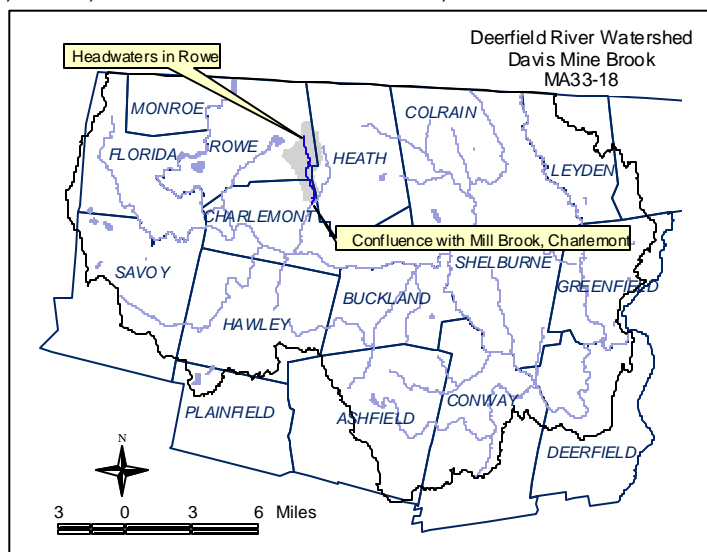 Deerfield River Watershed
Davis Mine Brook
MA33-18
Headwaters in Rowe
MONROE
COLRAIN
FLORIDA
ROWE
HEATH
LEYDEN
CHARLEMONT
Confluence with Mill Brook, Charlemont
SAVOY
SHELBURNE
GREENFIELD
BUCKLAND
HAWLEY
PLAINFIELD
ASHFIELD
CONWAY
DEERFIELD
N
3 0 3 6 Miles